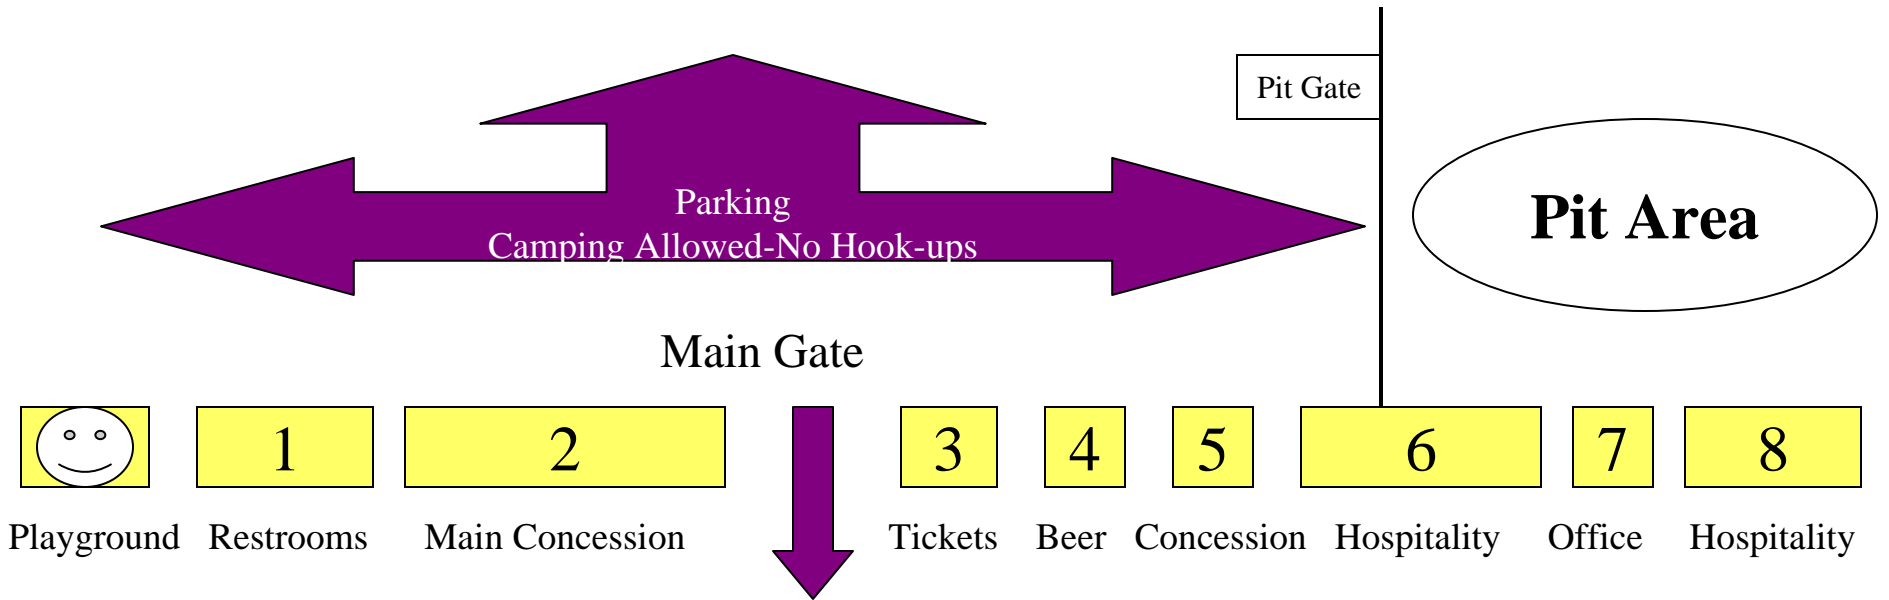 Pit Gate
Parking
Camping Allowed-No Hook-ups
Pit Area
Main Gate
1 2 3 4 5 6 7 8
Playground Restrooms Main Concession Tickets Beer Concession Hospitality Office Hospitality